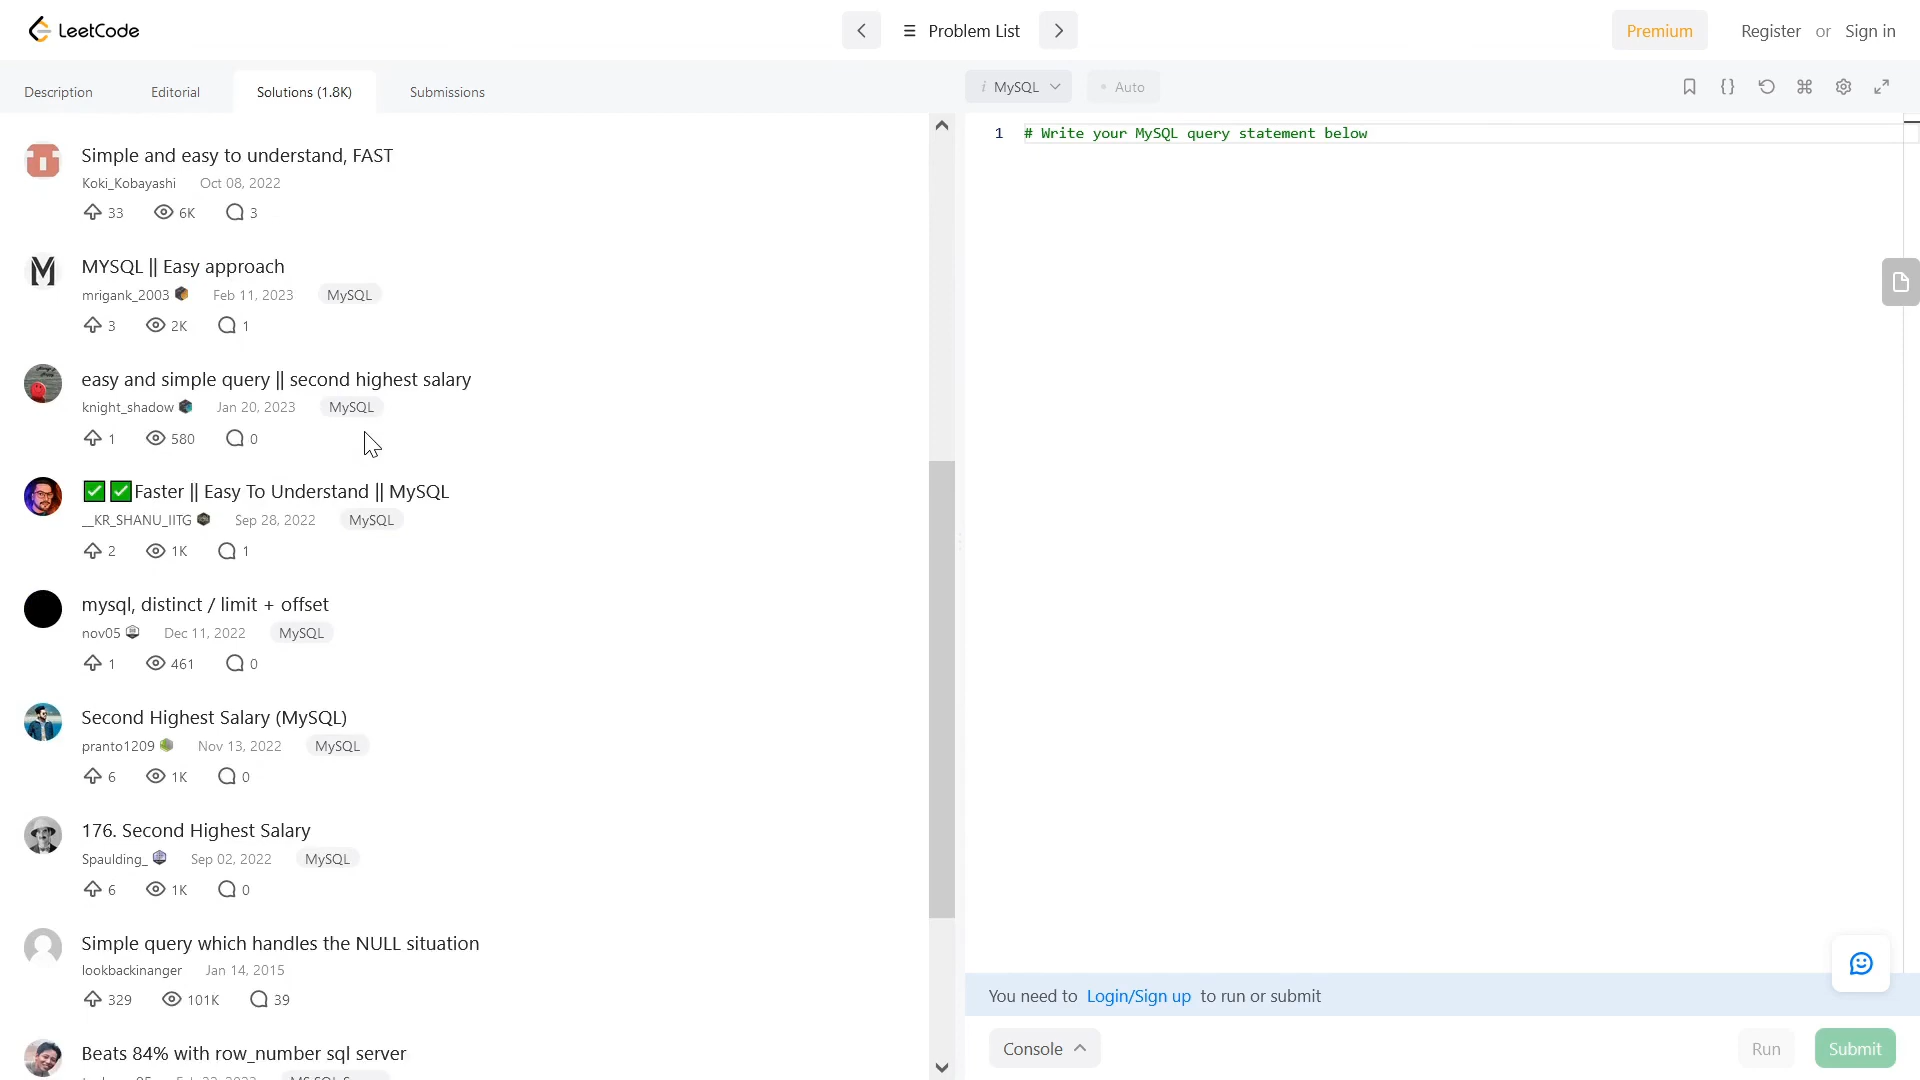 LeetCode
Problem List
Premium
Register or Sign in
Description
Editorial
Solutions (1.8K)
Submissions
i MySQL
Auto
Simple and easy to understand, FAST
Koki_Kobayashi Oct 08, 2022
33 6K 3
MYSQL || Easy approach
mrigank_2003 Feb 11, 2023 MySQL
3 2K 1
easy and simple query || second highest salary
knight_shadow Jan 20, 2023 MySQL
1 580 0
✅ ✅Faster || Easy To Understand || MySQL
__KR_SHANU_IITG Sep 28, 2022 MySQL
2 1K 1
mysql, distinct / limit + offset
nov05 Dec 11, 2022 MySQL
1 461 0
Second Highest Salary (MySQL)
pranto1209 Nov 13, 2022 MySQL
6 1K 0
176. Second Highest Salary
Spaulding_ Sep 02, 2022 MySQL
6 1K 0
Simple query which handles the NULL situation
lookbackinanger Jan 14, 2015
329 101K 39
Beats 84% with row_number sql server
1 # Write your MySQL query statement below
You need to Login/Sign up to run or submit
Console
Run
Submit